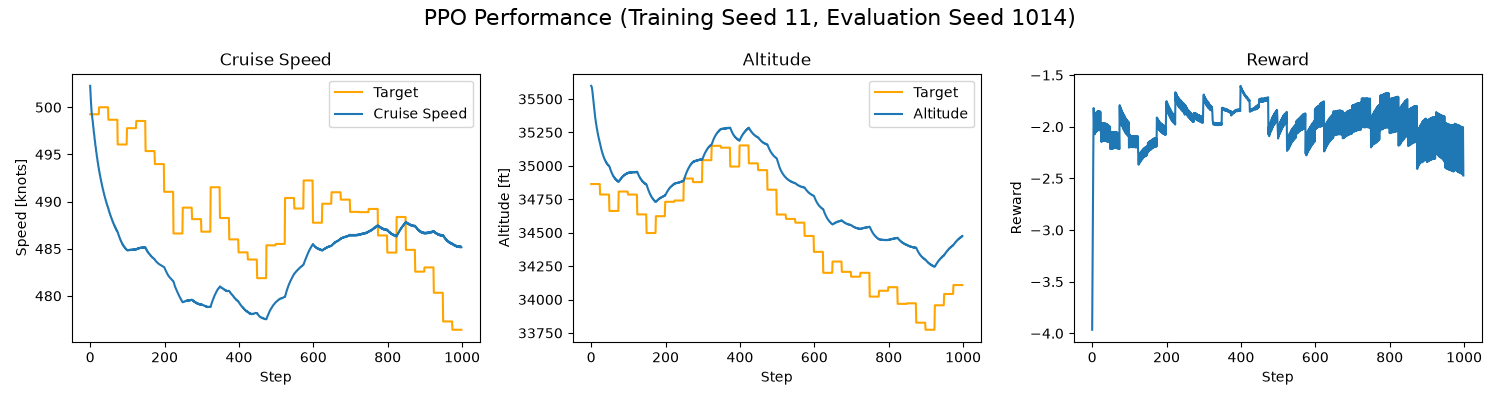 PPO Performance (Training Seed 11, Evaluation Seed 1014)
Cruise Speed
Target
Cruise Speed
500
495
490
485
480
Speed [knots]
0 200 400 600 800 1000
Step
Altitude
Target
Altitude
35500
35250
35000
34750
34500
34250
34000
33750
Altitude [ft]
0 200 400 600 800 1000
Step
Reward
−1.5
−2.0
−2.5
−3.0
−3.5
−4.0
Reward
0 200 400 600 800 1000
Step